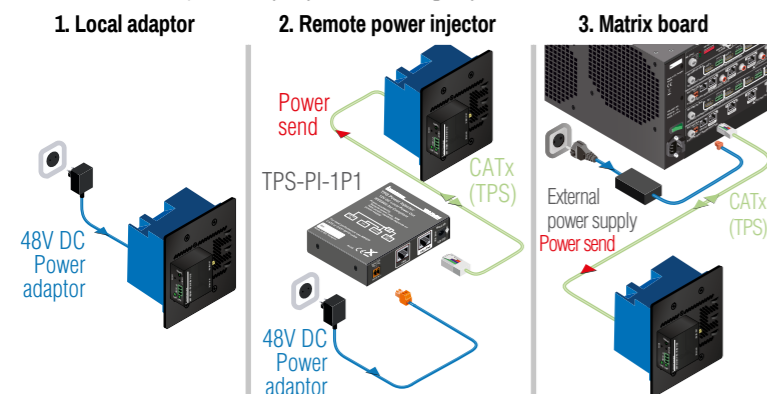 1. Local adaptor
2. Remote power injector
3. Matrix board
48V DC
Power
adaptor
Power
send
TPS-PI-1P1
CATx
(TPS)
48V DC
Power
adaptor
External
power supply
Power send
CATx
(TPS)